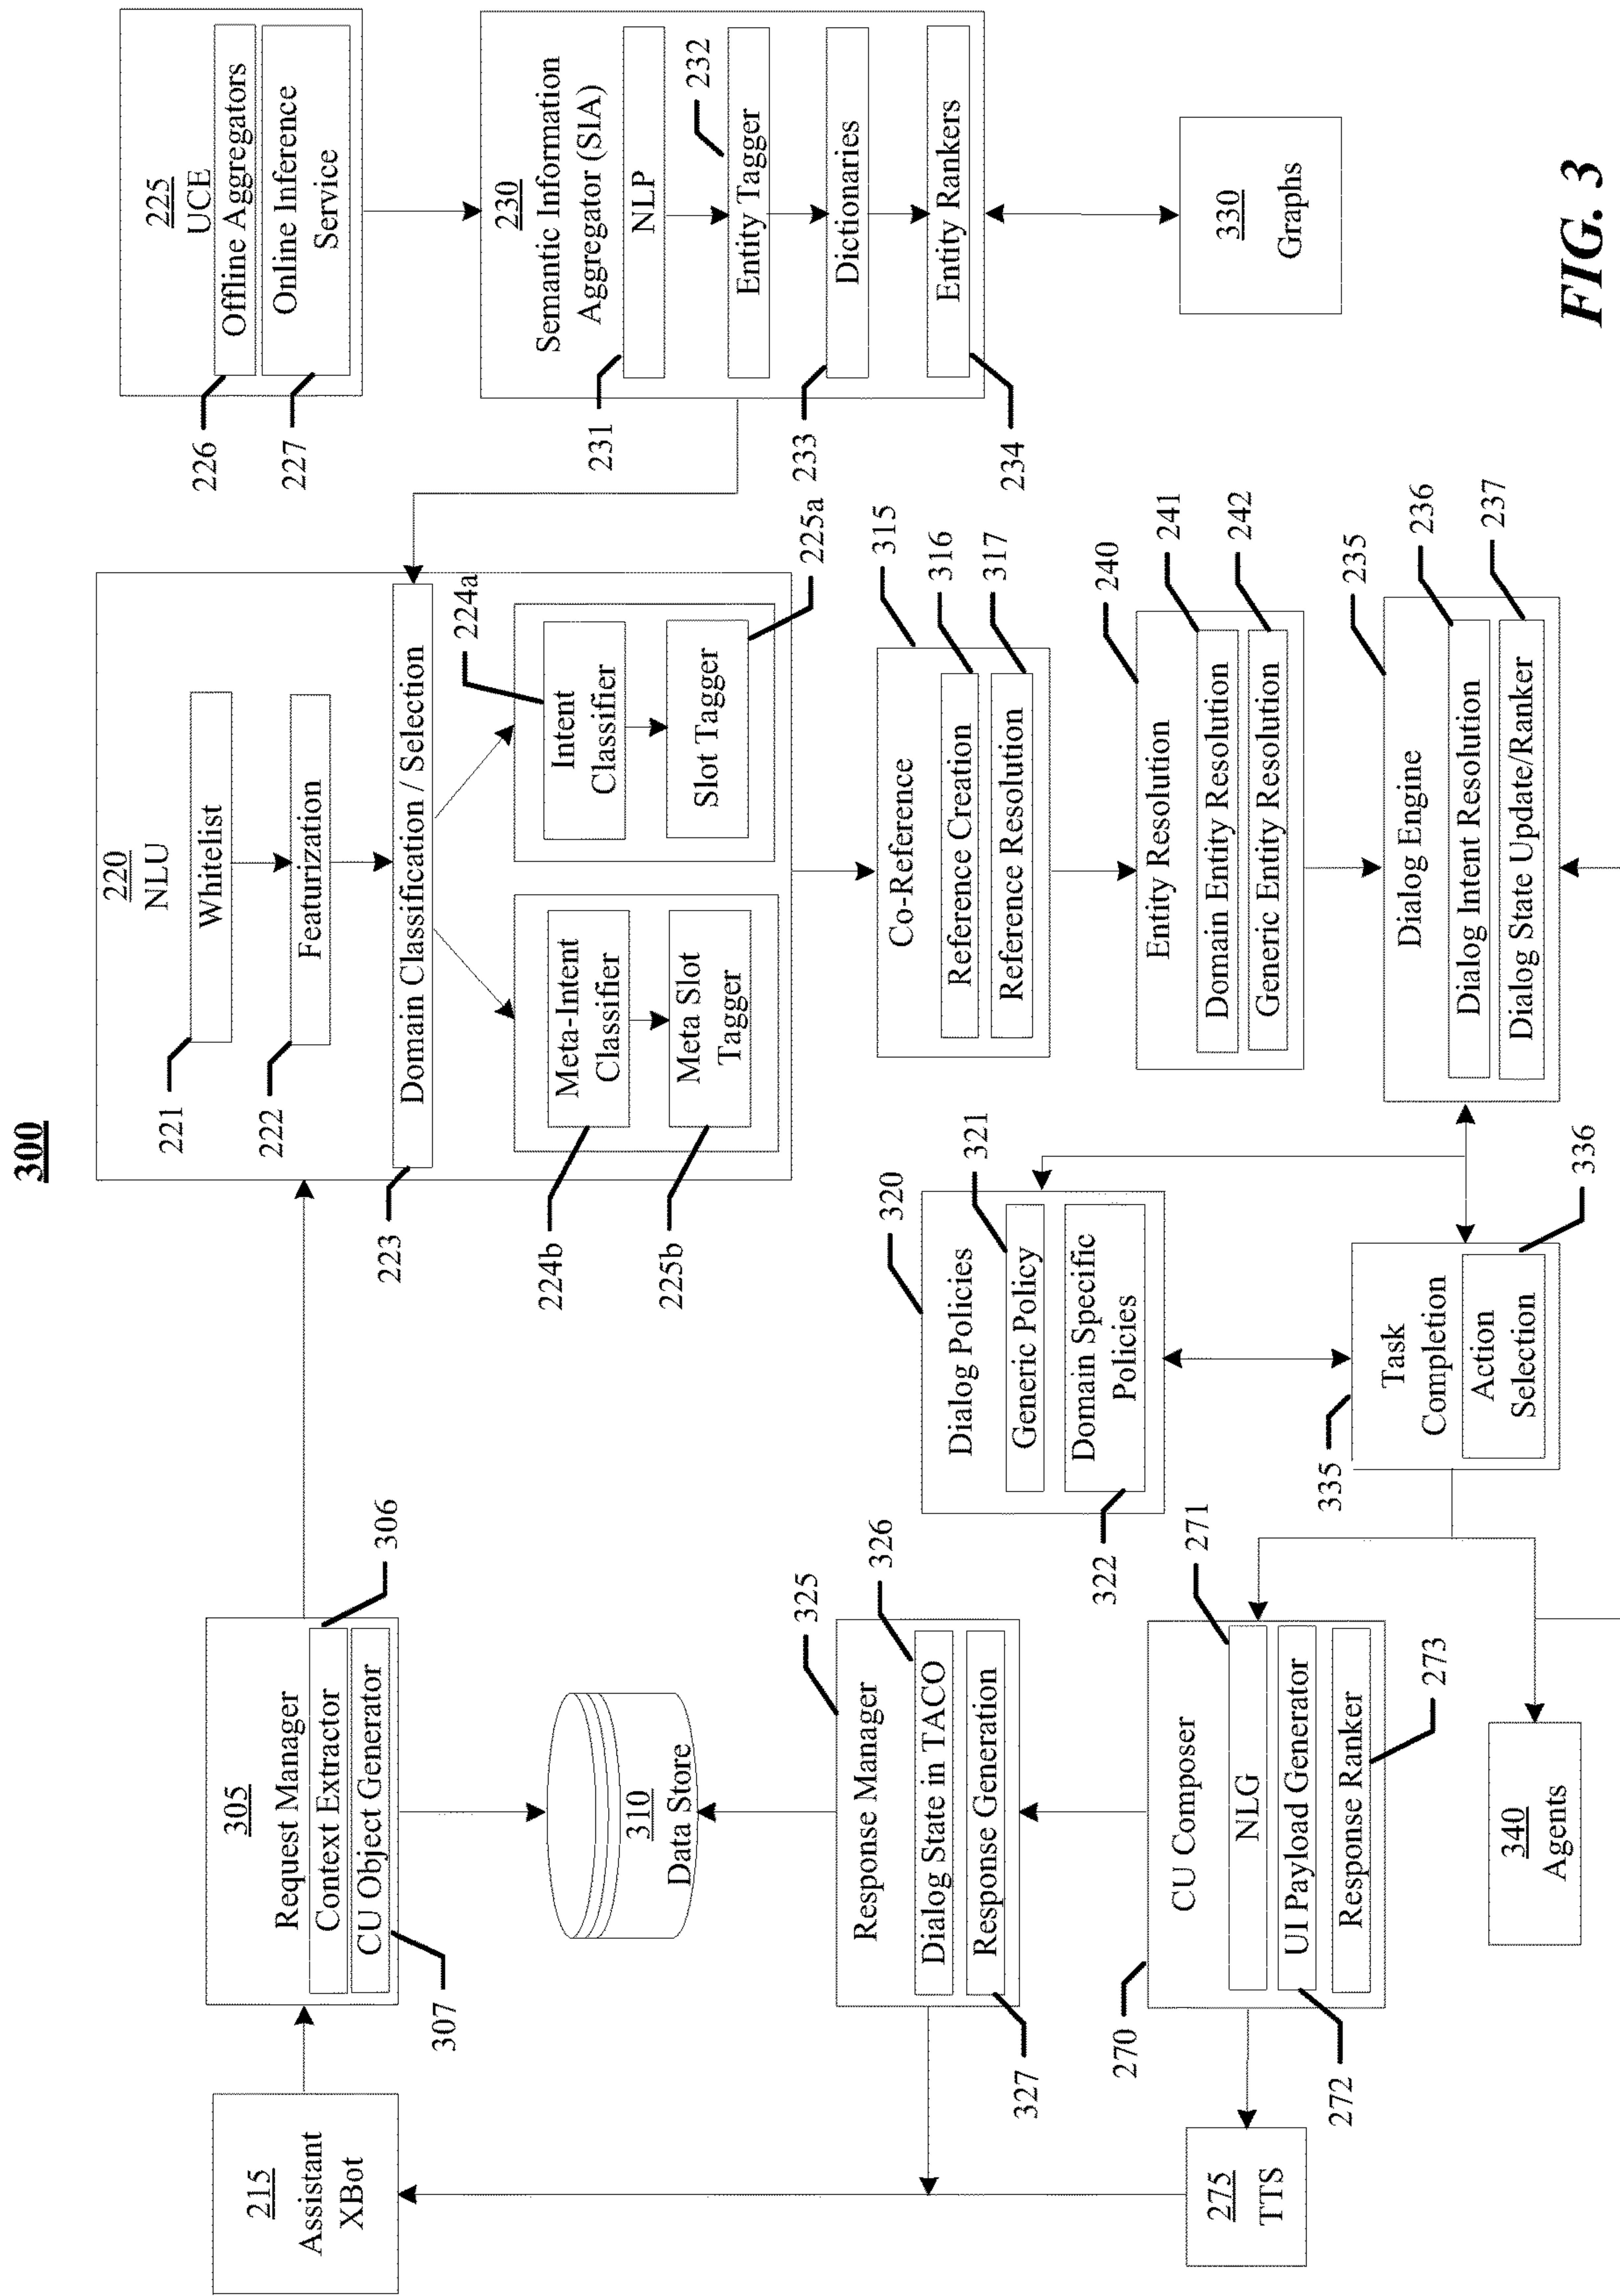 300
215
Assistant
XBot
305
Request Manager
Context Extractor
CU Object Generator
306
307
310
Data Store
220
NLU
Whitelist
221
Featurization
222
Domain Classification / Selection
223
Meta-Intent
Classifier
224b
Meta Slot
Tagger
225b
Intent
Classifier
224a
Slot Tagger
225a
225
UCE
Offline Aggregators
Online Inference
Service
226
227
230
Semantic Information
Aggregator (SIA)
NLP
231
Entity Tagger
232
Dictionaries
233
Entity Rankers
234
330
Graphs
Co-Reference
Reference Creation
Reference Resolution
315
316
317
Entity Resolution
Domain Entity Resolution
Generic Entity Resolution
240
241
242
Dialog Engine
Dialog Intent Resolution
Dialog State Update/Ranker
235
236
237
Dialog Policies
Generic Policy
Domain Specific
Policies
320
321
322
Task
Completion
Action
Selection
335
336
Response Manager
Dialog State in TACO
Response Generation
325
326
327
CU Composer
NLG
UI Payload Generator
Response Ranker
270
271
272
273
275
TTS
340
Agents
FIG. 3